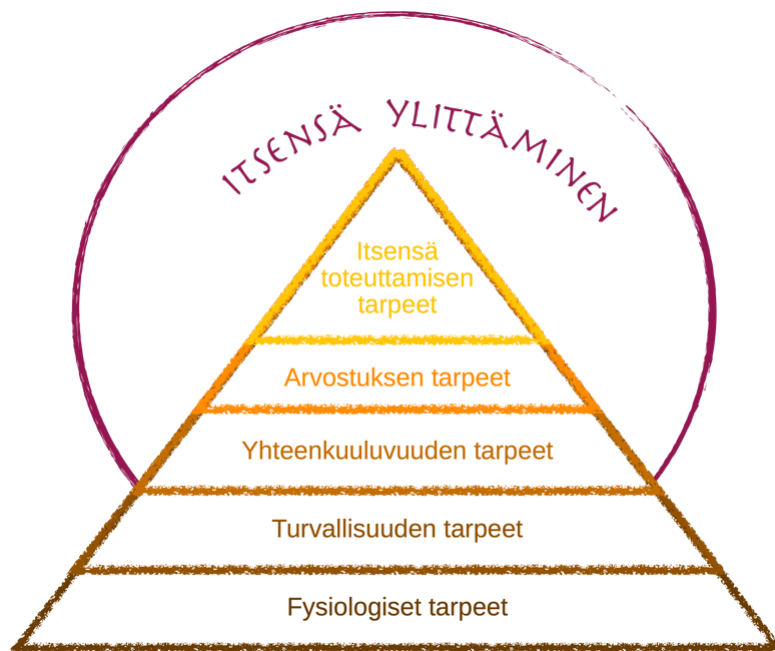 ITSENSÄ YLITTÄMINEN
Itsensä
toteuttamisen
tarpeet
Arvostuksen tarpeet
Yhteenkuuluvuuden tarpeet
Turvallisuuden tarpeet
Fysiologiset tarpeet